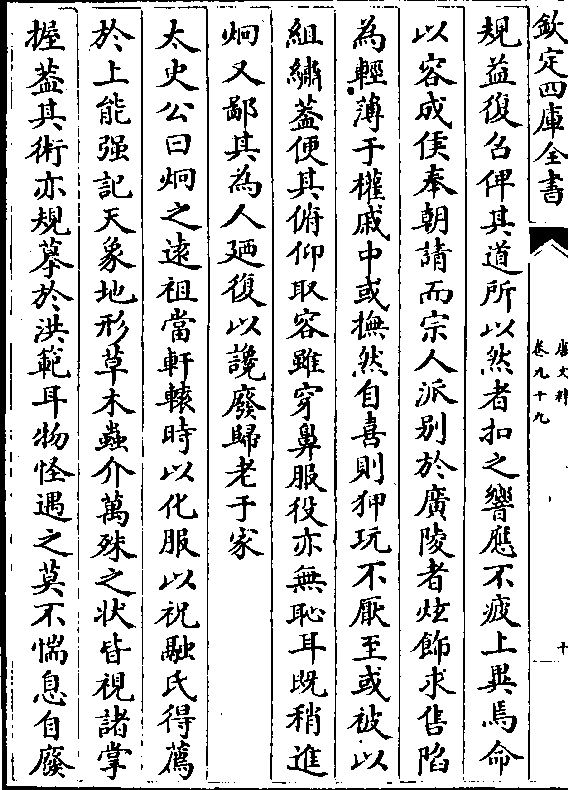 欽定四庫全書
唐文粹
卷九十九
十
規益復名俾其道所以然者扣之響應不疲上異焉命
以容成侯奉朝請而宗人派別於廣陵者炫飾求售陷
為輕薄于權戚中或撫然自喜則狎玩不厭至或被以
組繡蓋便其俯仰取容雖穿鼻服役亦無恥耳既稍進
炯又鄙其為人廼復以讒廢歸老于家
太史公曰炯之逺祖當軒轅時以化服以祝融氏得薦
於上能强記天象地形草木蟲介萬殊之状皆視諸掌
握蓋其術亦規摹於洪範耳物怪遇之莫不惴息自廢